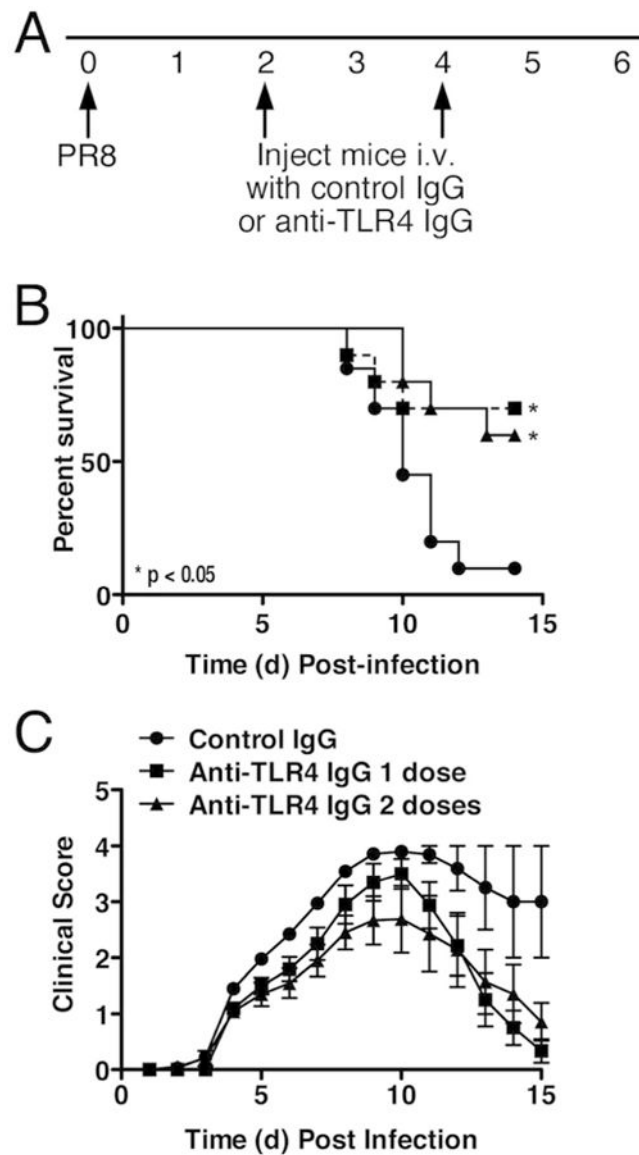 A
0 1 2 3 4 5 6
PR8
Inject mice i.v.
with control IgG
or anti-TLR4 IgG
B
Percent survival
100
50
0
*
*
* p < 0.05
0 5 10 15
Time (d) Post-infection
C
Control IgG
Anti-TLR4 IgG 1 dose
Anti-TLR4 IgG 2 doses
Clinical Score
5
4
3
2
1
0
0 5 10 15
Time (d) Post Infection